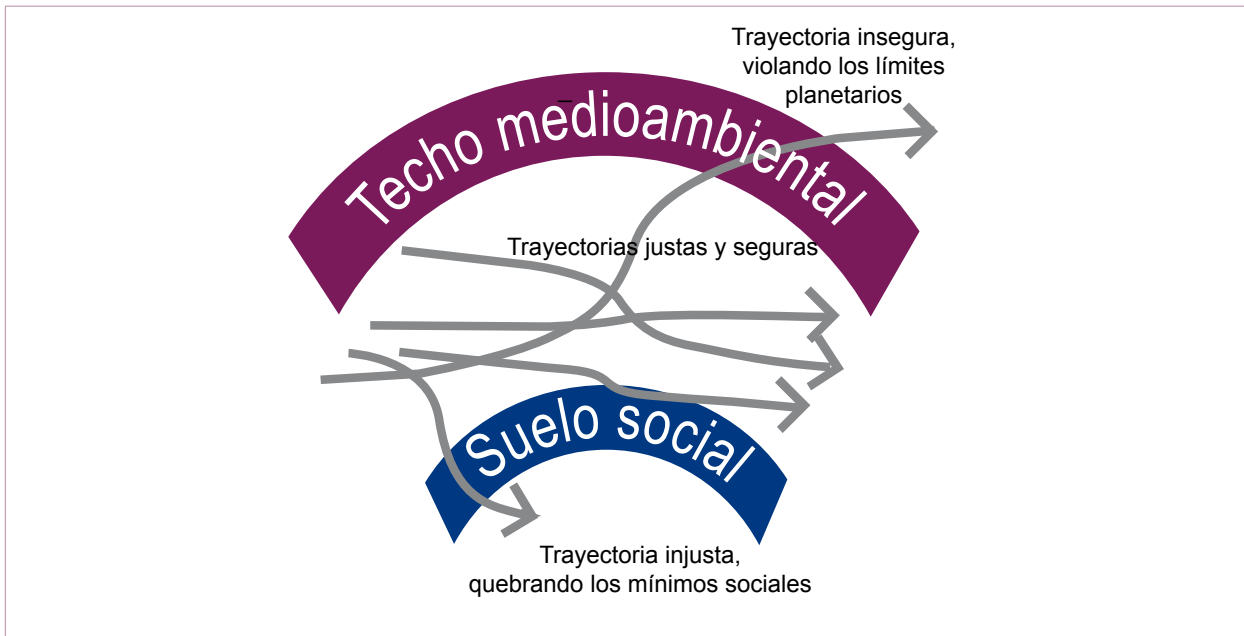 Trayectoria insegura,
violando los límites
planetarios
Techo medioambiental
Trayectorias justas y seguras
Suelo social
Trayectoria injusta,
quebrando los mínimos sociales